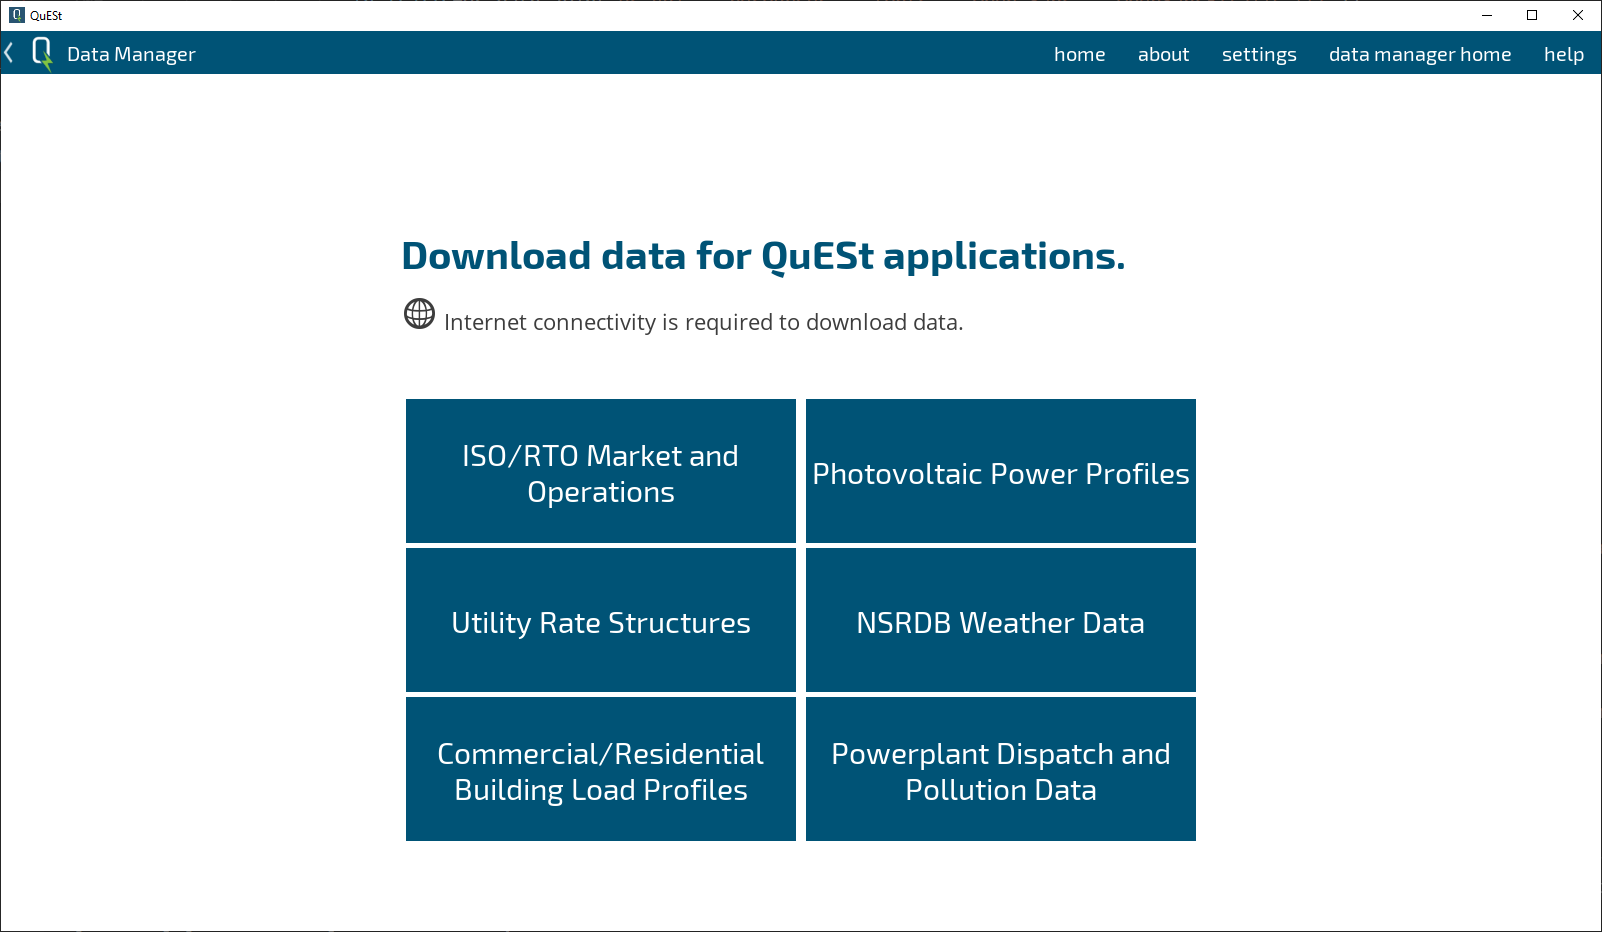 QuESt
Data Manager
home
about
settings
data manager home
help
Download data for QuESt applications.
Internet connectivity is required to download data.
ISO/RTO Market and
Operations
Photovoltaic Power Profiles
Utility Rate Structures
NSRDB Weather Data
Commercial/Residential
Building Load Profiles
Powerplant Dispatch and
Pollution Data